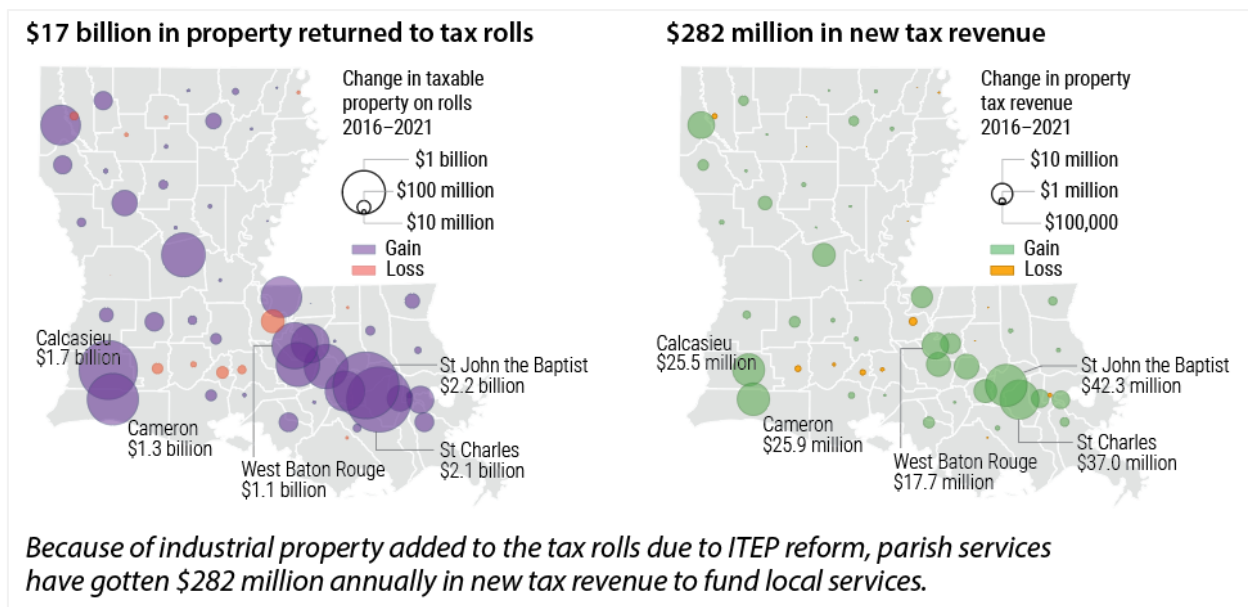 $17 billion in property returned to tax rolls
Change in taxable
property on rolls
2016–2021
$1 billion
$100 million
$10 million
Gain
Loss
Calcasieu
$1.7 billion
Cameron
$1.3 billion
West Baton Rouge
$1.1 billion
St John the Baptist
$2.2 billion
St Charles
$2.1 billion
$282 million in new tax revenue
Change in property
tax revenue
2016–2021
$10 million
$1 million
$100,000
Gain
Loss
Calcasieu
$25.5 million
Cameron
$25.9 million
West Baton Rouge
$17.7 million
St John the Baptist
$42.3 million
St Charles
$37.0 million
Because of industrial property added to the tax rolls due to ITEP reform, parish services
have gotten $282 million annually in new tax revenue to fund local services.